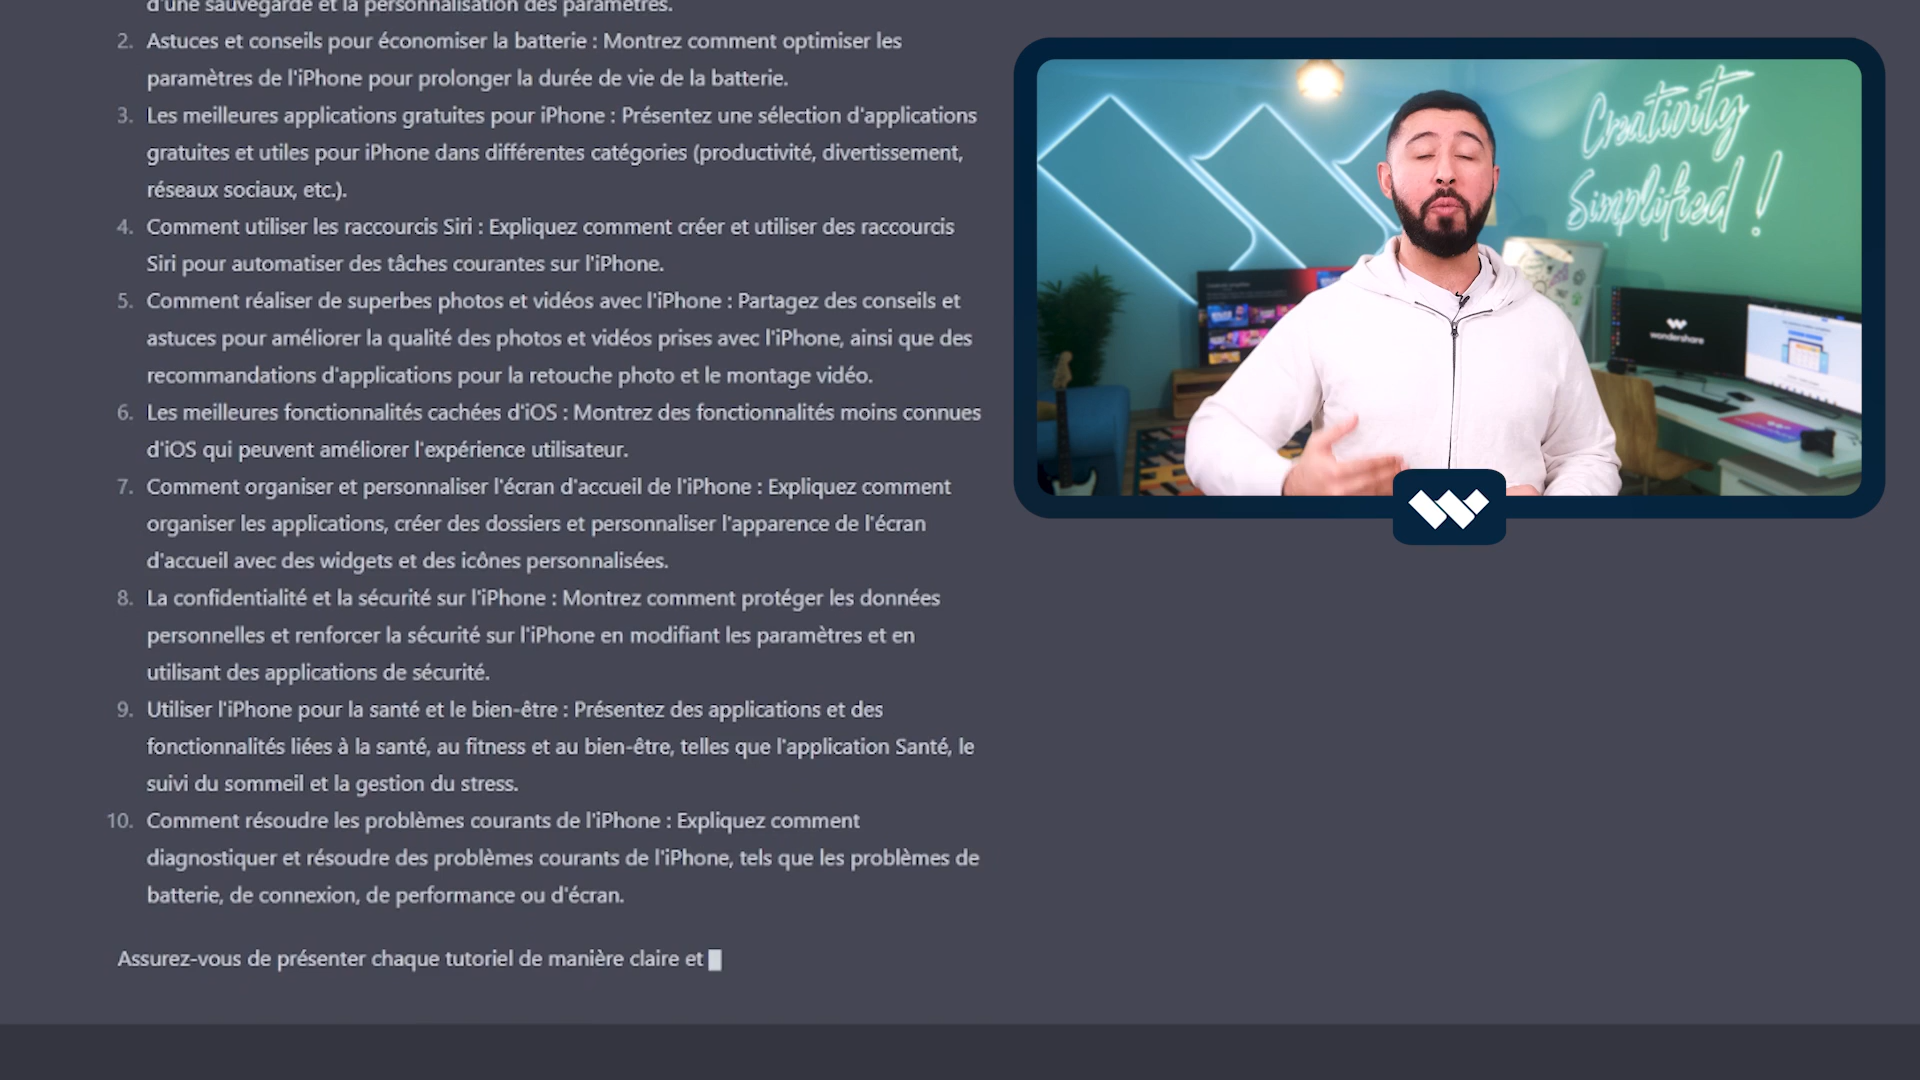 d'une sauvegarde et la personnalisation des paramètres.
2. Astuces et conseils pour économiser la batterie : Montrez comment optimiser les
paramètres de l'iPhone pour prolonger la durée de vie de la batterie.
3. Les meilleures applications gratuites pour iPhone : Présentez une sélection d'applications
gratuites et utiles pour iPhone dans différentes catégories (productivité, divertissement,
réseaux sociaux, etc.).
4. Comment utiliser les raccourcis Siri : Expliquez comment créer et utiliser des raccourcis
Siri pour automatiser des tâches courantes sur l'iPhone.
5. Comment réaliser de superbes photos et vidéos avec l'iPhone : Partagez des conseils et
astuces pour améliorer la qualité des photos et vidéos prises avec l'iPhone, ainsi que des
recommandations d'applications pour la retouche photo et le montage vidéo.
6. Les meilleures fonctionnalités cachées d'iOS : Montrez des fonctionnalités moins connues
d'iOS qui peuvent améliorer l'expérience utilisateur.
7. Comment organiser et personnaliser l'écran d'accueil de l'iPhone : Expliquez comment
organiser les applications, créer des dossiers et personnaliser l'apparence de l'écran
d'accueil avec des widgets et des icônes personnalisées.
8. La confidentialité et la sécurité sur l'iPhone : Montrez comment protéger les données
personnelles et renforcer la sécurité sur l'iPhone en modifiant les paramètres et en
utilisant des applications de sécurité.
9. Utiliser l'iPhone pour la santé et le bien-être : Présentez des applications et des
fonctionnalités liées à la santé, au fitness et au bien-être, telles que l'application Santé, le
suivi du sommeil et la gestion du stress.
10. Comment résoudre les problèmes courants de l'iPhone : Expliquez comment
diagnostiquer et résoudre des problèmes courants de l'iPhone, tels que les problèmes de
batterie, de connexion, de performance ou d'écran.
Assurez-vous de présenter chaque tutoriel de manière claire et
Creativity
Simplified !
wondershare